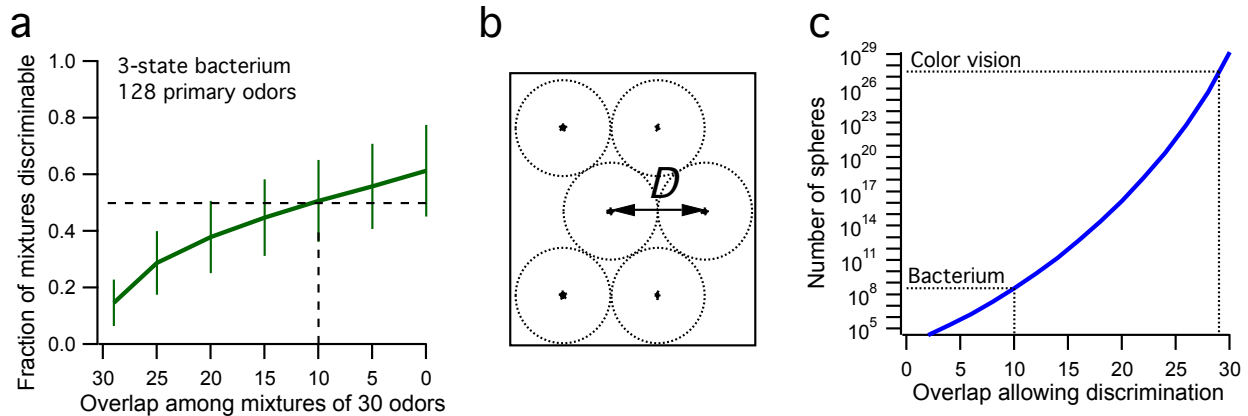 a
3-state bacterium
128 primary odors
Fraction of mixtures discriminable
1.0
0.8
0.6
0.4
0.2
0.0
30 25 20 15 10 5 0
Overlap among mixtures of 30 odors
b
D
c
Number of spheres
10^29
10^26
10^23
10^20
10^17
10^14
10^11
10^8
10^5
Color vision
Bacterium
0 5 10 15 20 25 30
Overlap allowing discrimination